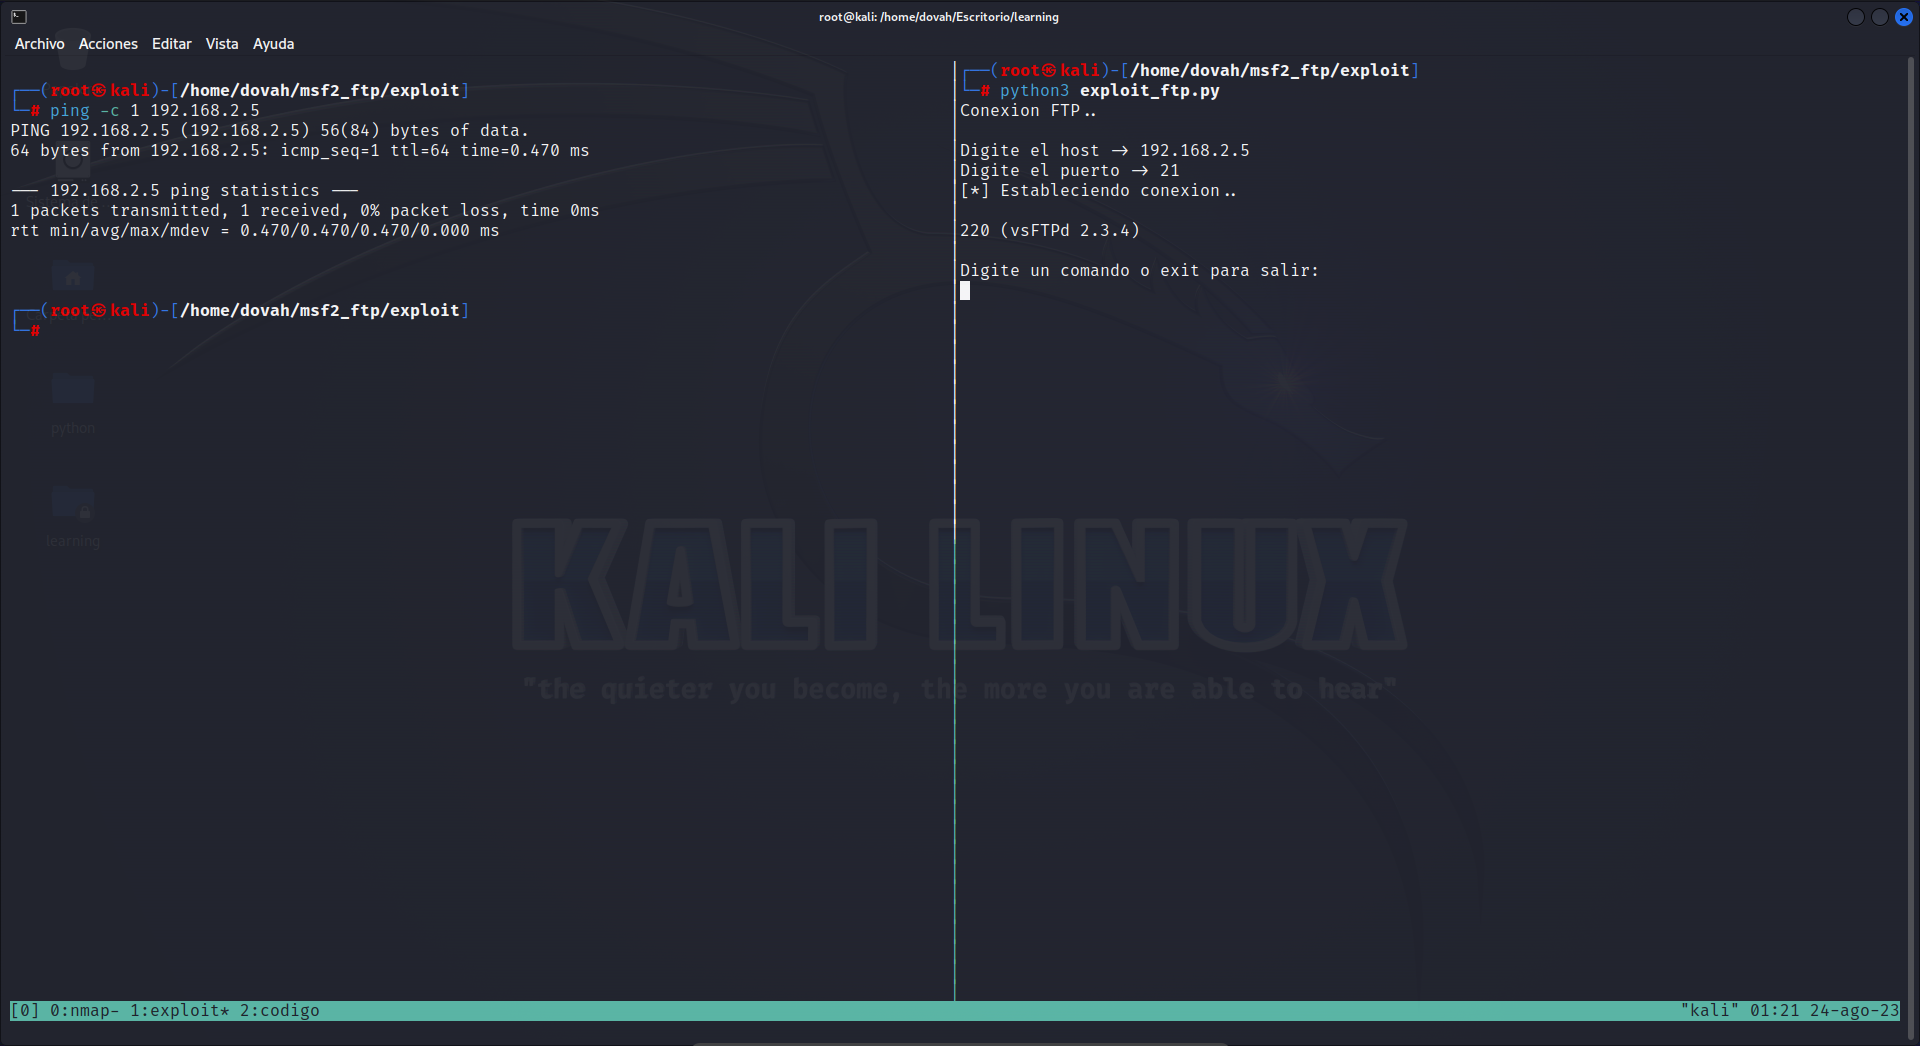 root@kali: /home/dovah/Escritorio/learning
Archivo Acciones Editar Vista Ayuda
┌──(root㉿kali)-[/home/dovah/msf2_ftp/exploit]
└─# ping -c 1 192.168.2.5
PING 192.168.2.5 (192.168.2.5) 56(84) bytes of data.
64 bytes from 192.168.2.5: icmp_seq=1 ttl=64 time=0.470 ms
--- 192.168.2.5 ping statistics ---
1 packets transmitted, 1 received, 0% packet loss, time 0ms
rtt min/avg/max/mdev = 0.470/0.470/0.470/0.000 ms
┌──(root㉿kali)-[/home/dovah/msf2_ftp/exploit]
└─#
┌──(root㉿kali)-[/home/dovah/msf2_ftp/exploit]
└─# python3 exploit_ftp.py
Conexion FTP..
Digite el host -> 192.168.2.5
Digite el puerto -> 21
[*] Estableciendo conexion..
220 (vsFTPd 2.3.4)
Digite un comando o exit para salir:
python
learning
KALI LINUX
"the quieter you become, the more you are able to hear"
[0] 0:nmap- 1:exploit* 2:codigo
"kali" 01:21 24-ago-23